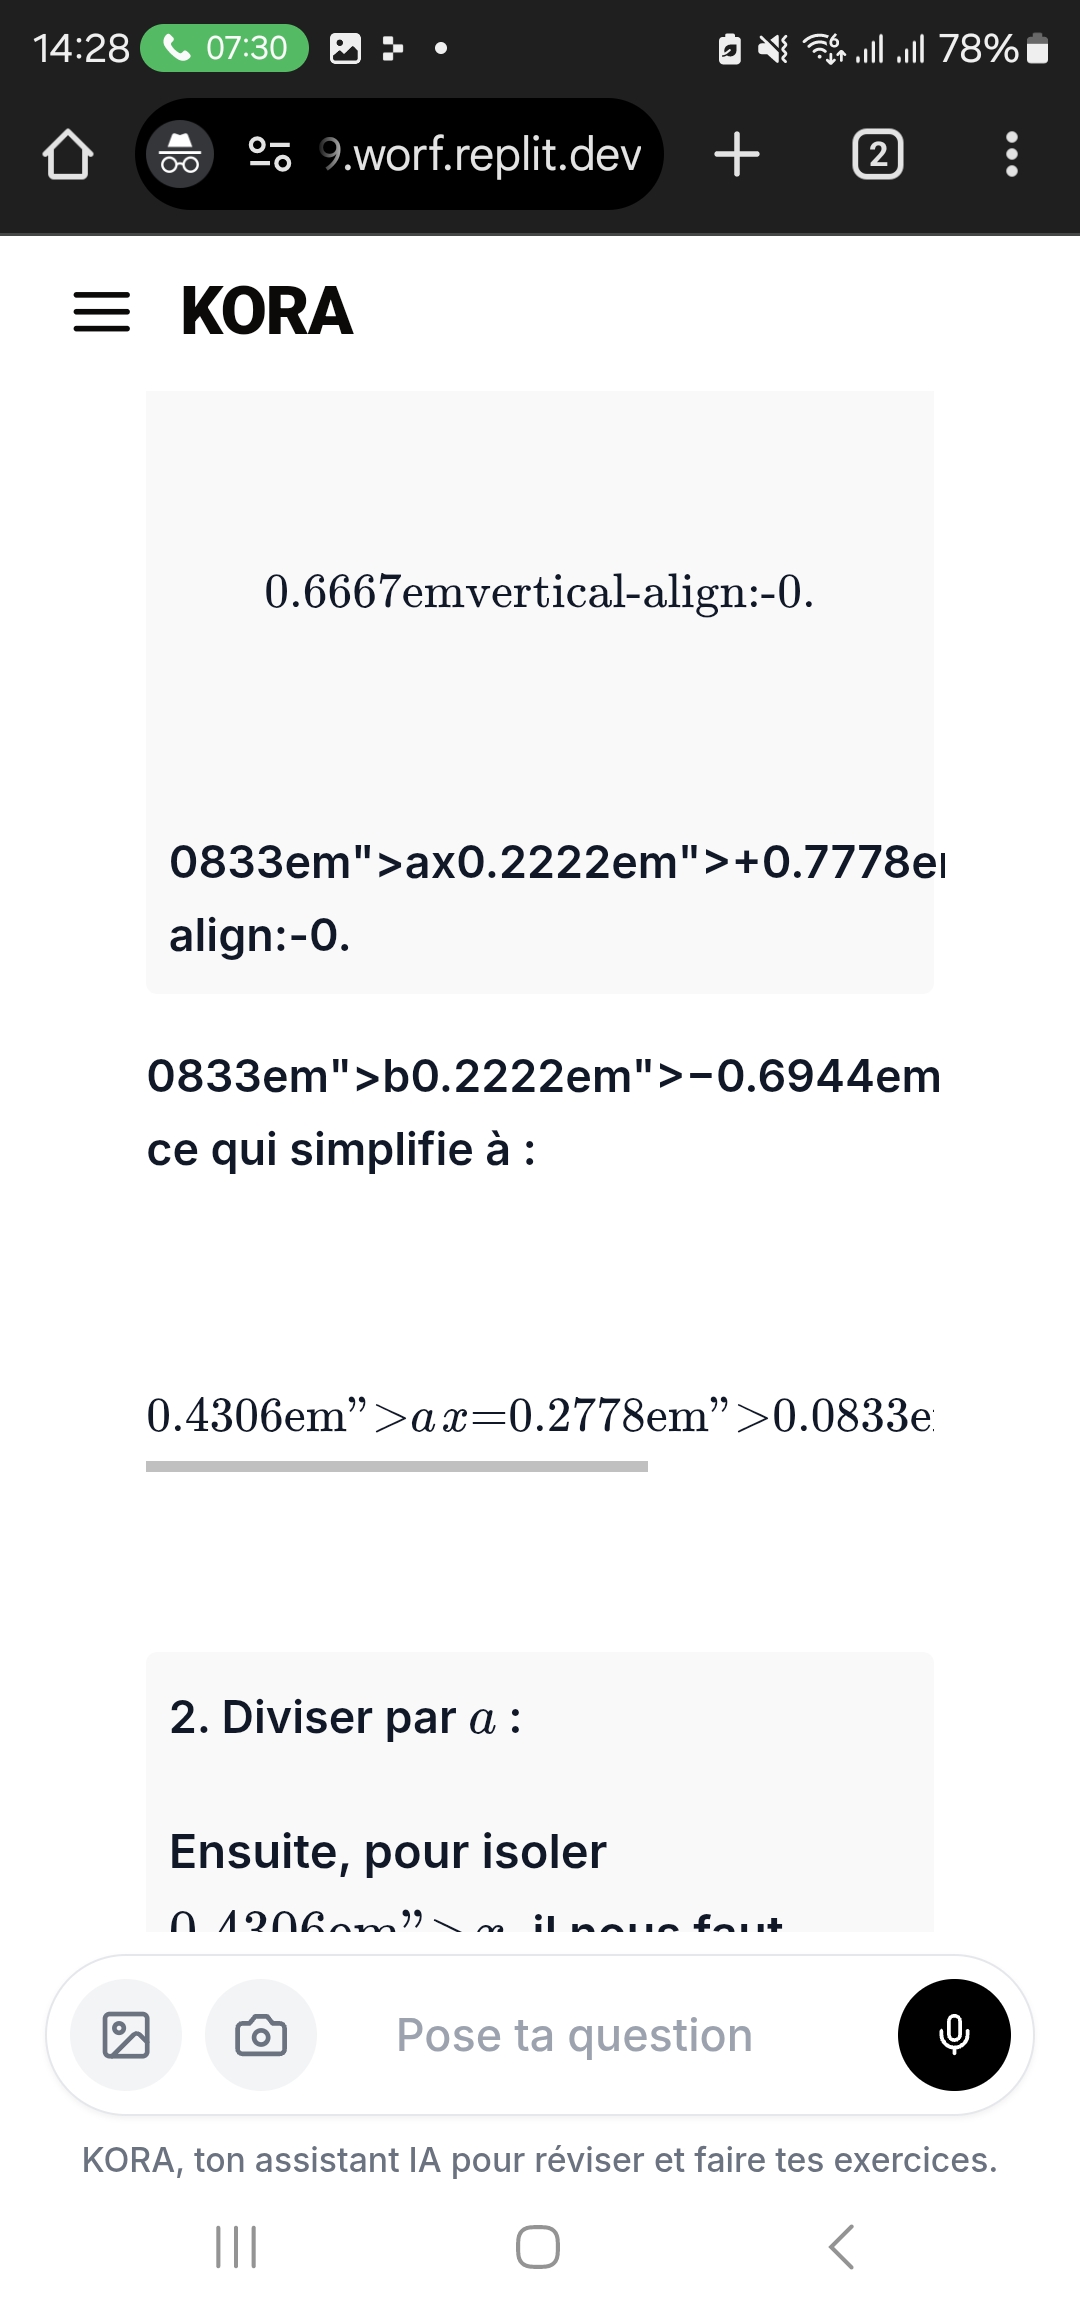 14:28 07:30 78%
9.worf.replit.dev 2
KORA
0.6667emvertical-align:-0.
0833em">ax0.2222em">+0.7778e
align:-0.
0833em">b0.2222em">−0.6944em
ce qui simplifie à :
0.4306em”>ax=0.2778em”>0.0833e
2. Diviser par a :
Ensuite, pour isoler
0.4306em”>x, il nous faut
Pose ta question
KORA, ton assistant IA pour réviser et faire tes exercices.